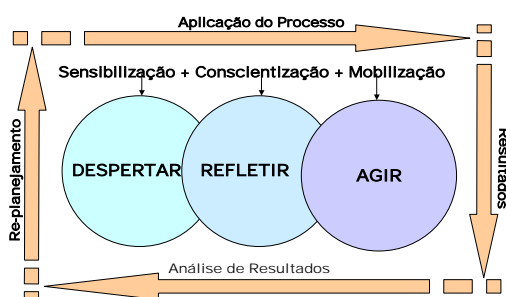 Aplicação do Processo
Sensibilização + Conscientização + Mobilização
DESPERTAR
REFLETIR
AGIR
Re-planejamento
Resultados
Análise de Resultados